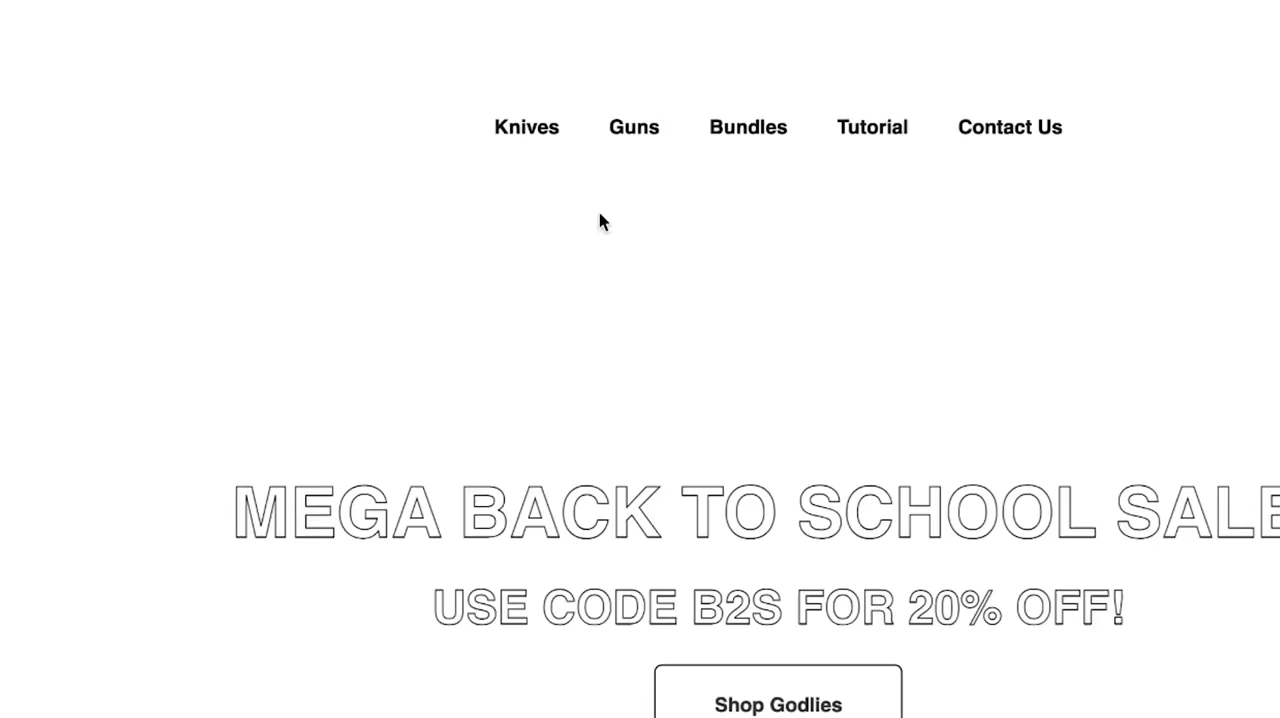 Knives Guns Bundles Tutorial Contact Us
MEGA BACK TO SCHOOL SALE
USE CODE B2S FOR 20% OFF!
Shop Godlies